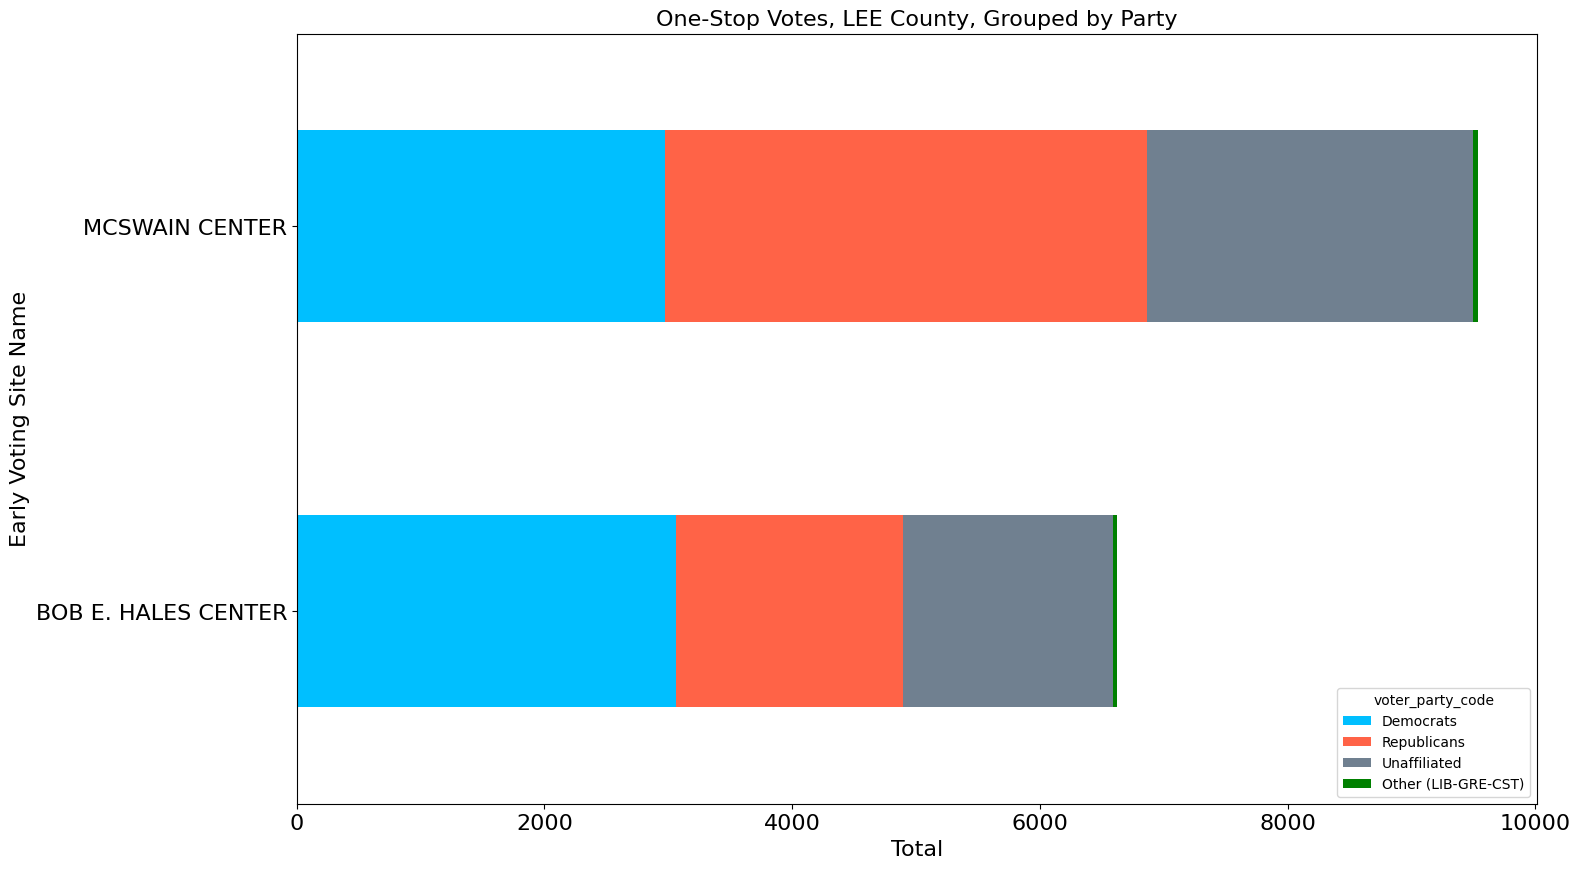 One-Stop Votes, LEE County, Grouped by Party
Early Voting Site Name
MCSWAIN CENTER
BOB E. HALES CENTER
voter_party_code
Democrats
Republicans
Unaffiliated
Other (LIB-GRE-CST)
0 2000 4000 6000 8000 10000
Total